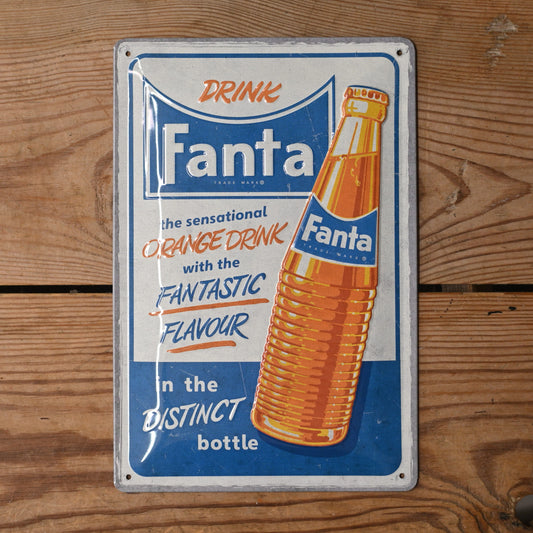 DRINK
Fanta
TRADE MARK ®
the sensational
ORANGE DRINK
with the
FANTASTIC
FLAVOUR
in the
DISTINCT
bottle
Fanta
TRADE MARK ®